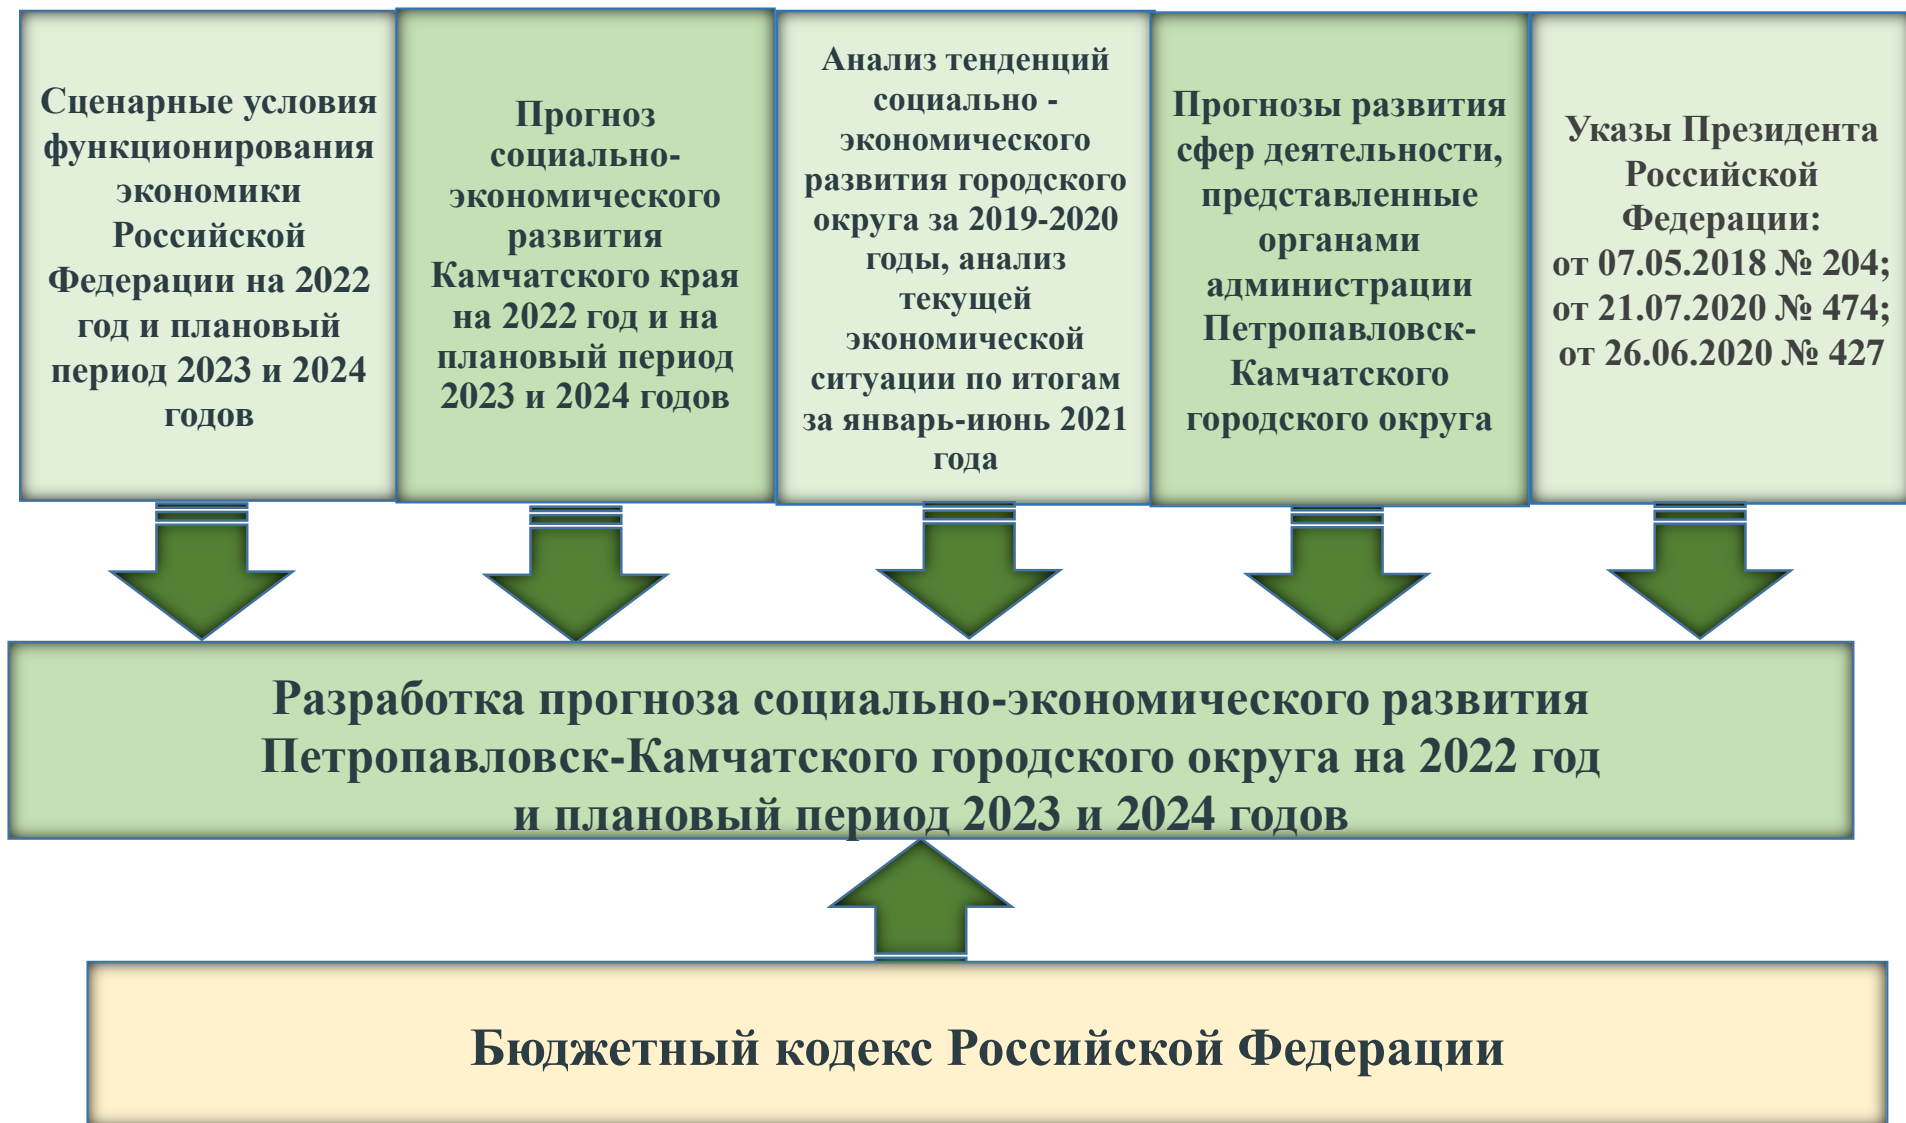 Сценарные условия
функционирования
экономики
Российской
Федерации на 2022
год и плановый
период 2023 и 2024
годов
Прогноз
социально-
экономического
развития
Камчатского края
на 2022 год и на
плановый период
2023 и 2024 годов
Анализ тенденций
социально -
экономического
развития городского
округа за 2019-2020
годы, анализ
текущей
экономической
ситуации по итогам
за январь-июнь 2021
года
Прогнозы развития
сфер деятельности,
представленные
органами
администрации
Петропавловск-
Камчатского
городского округа
Указы Президента
Российской
Федерации:
от 07.05.2018 № 204;
от 21.07.2020 № 474;
от 26.06.2020 № 427
Разработка прогноза социально-экономического развития
Петропавловск-Камчатского городского округа на 2022 год
и плановый период 2023 и 2024 годов
Бюджетный кодекс Российской Федерации